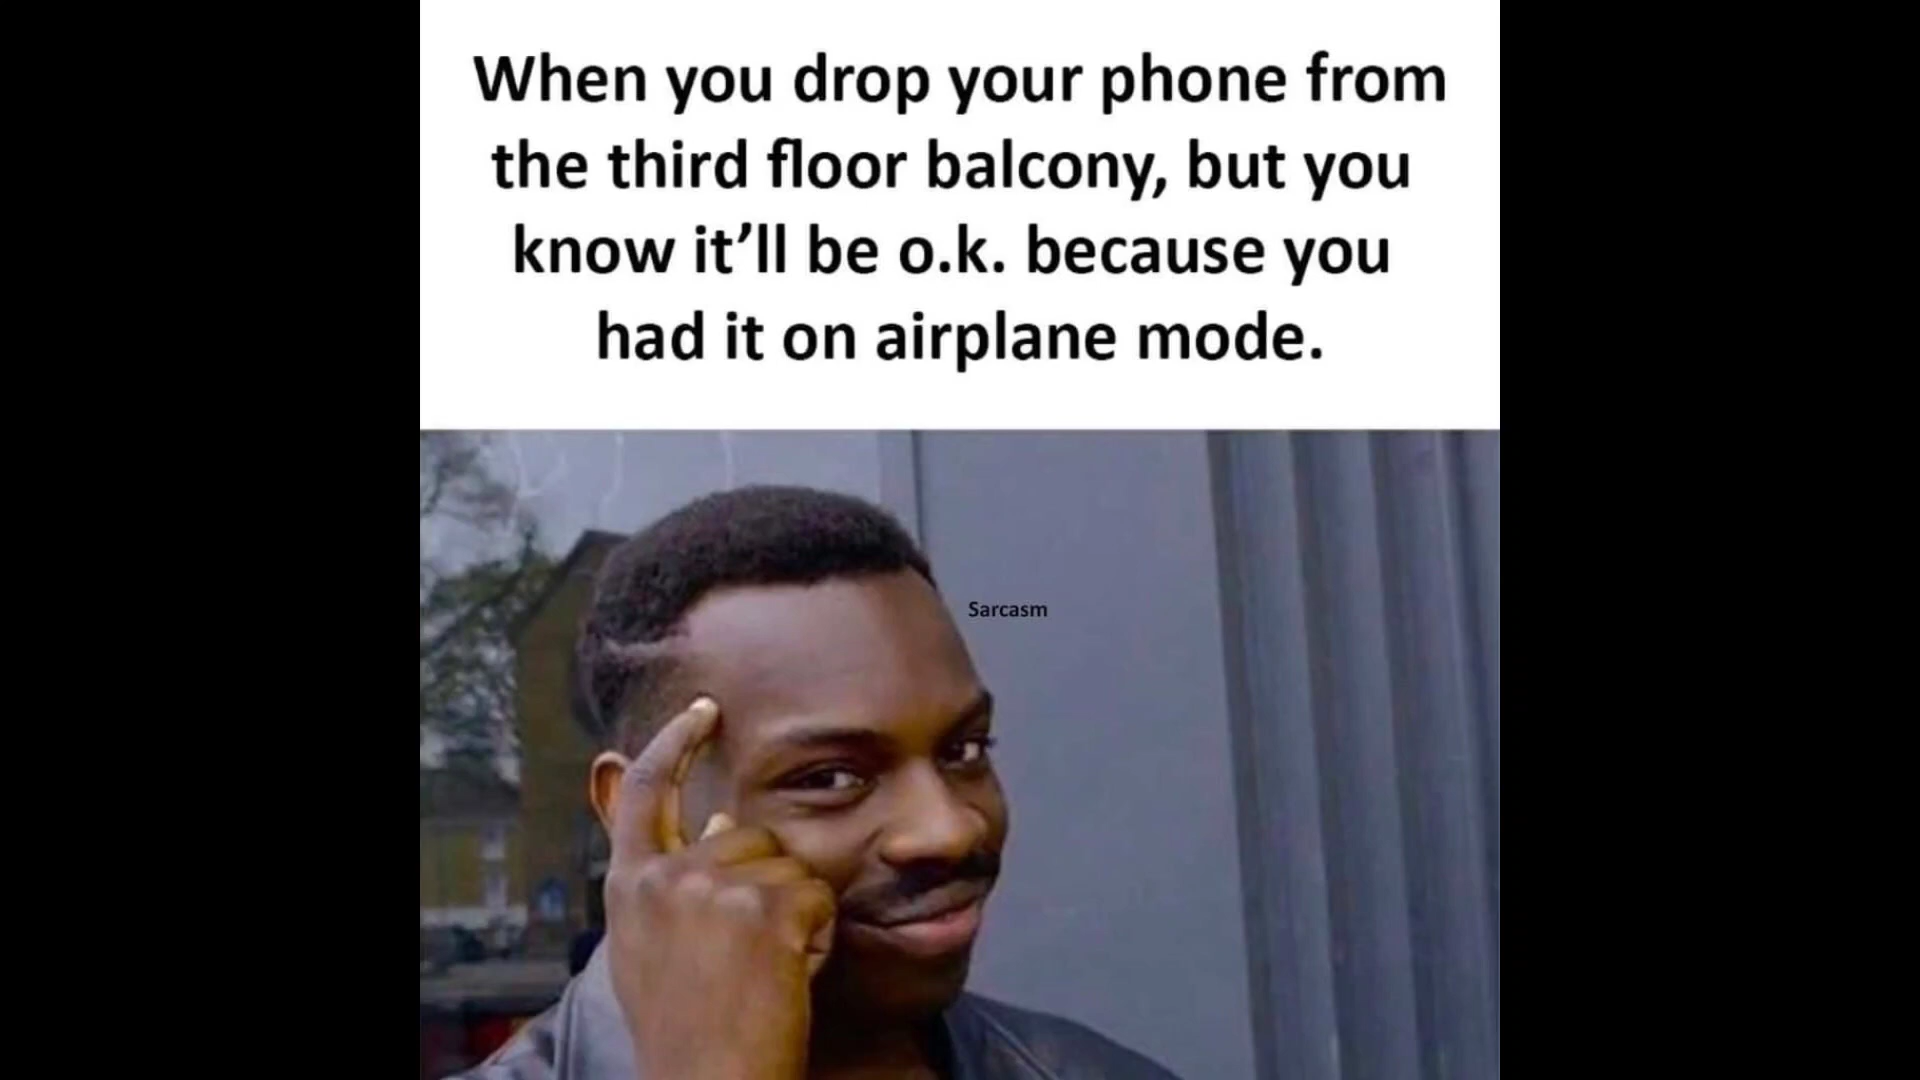 When you drop your phone from
the third floor balcony, but you
know it’ll be o.k. because you
had it on airplane mode.
Sarcasm